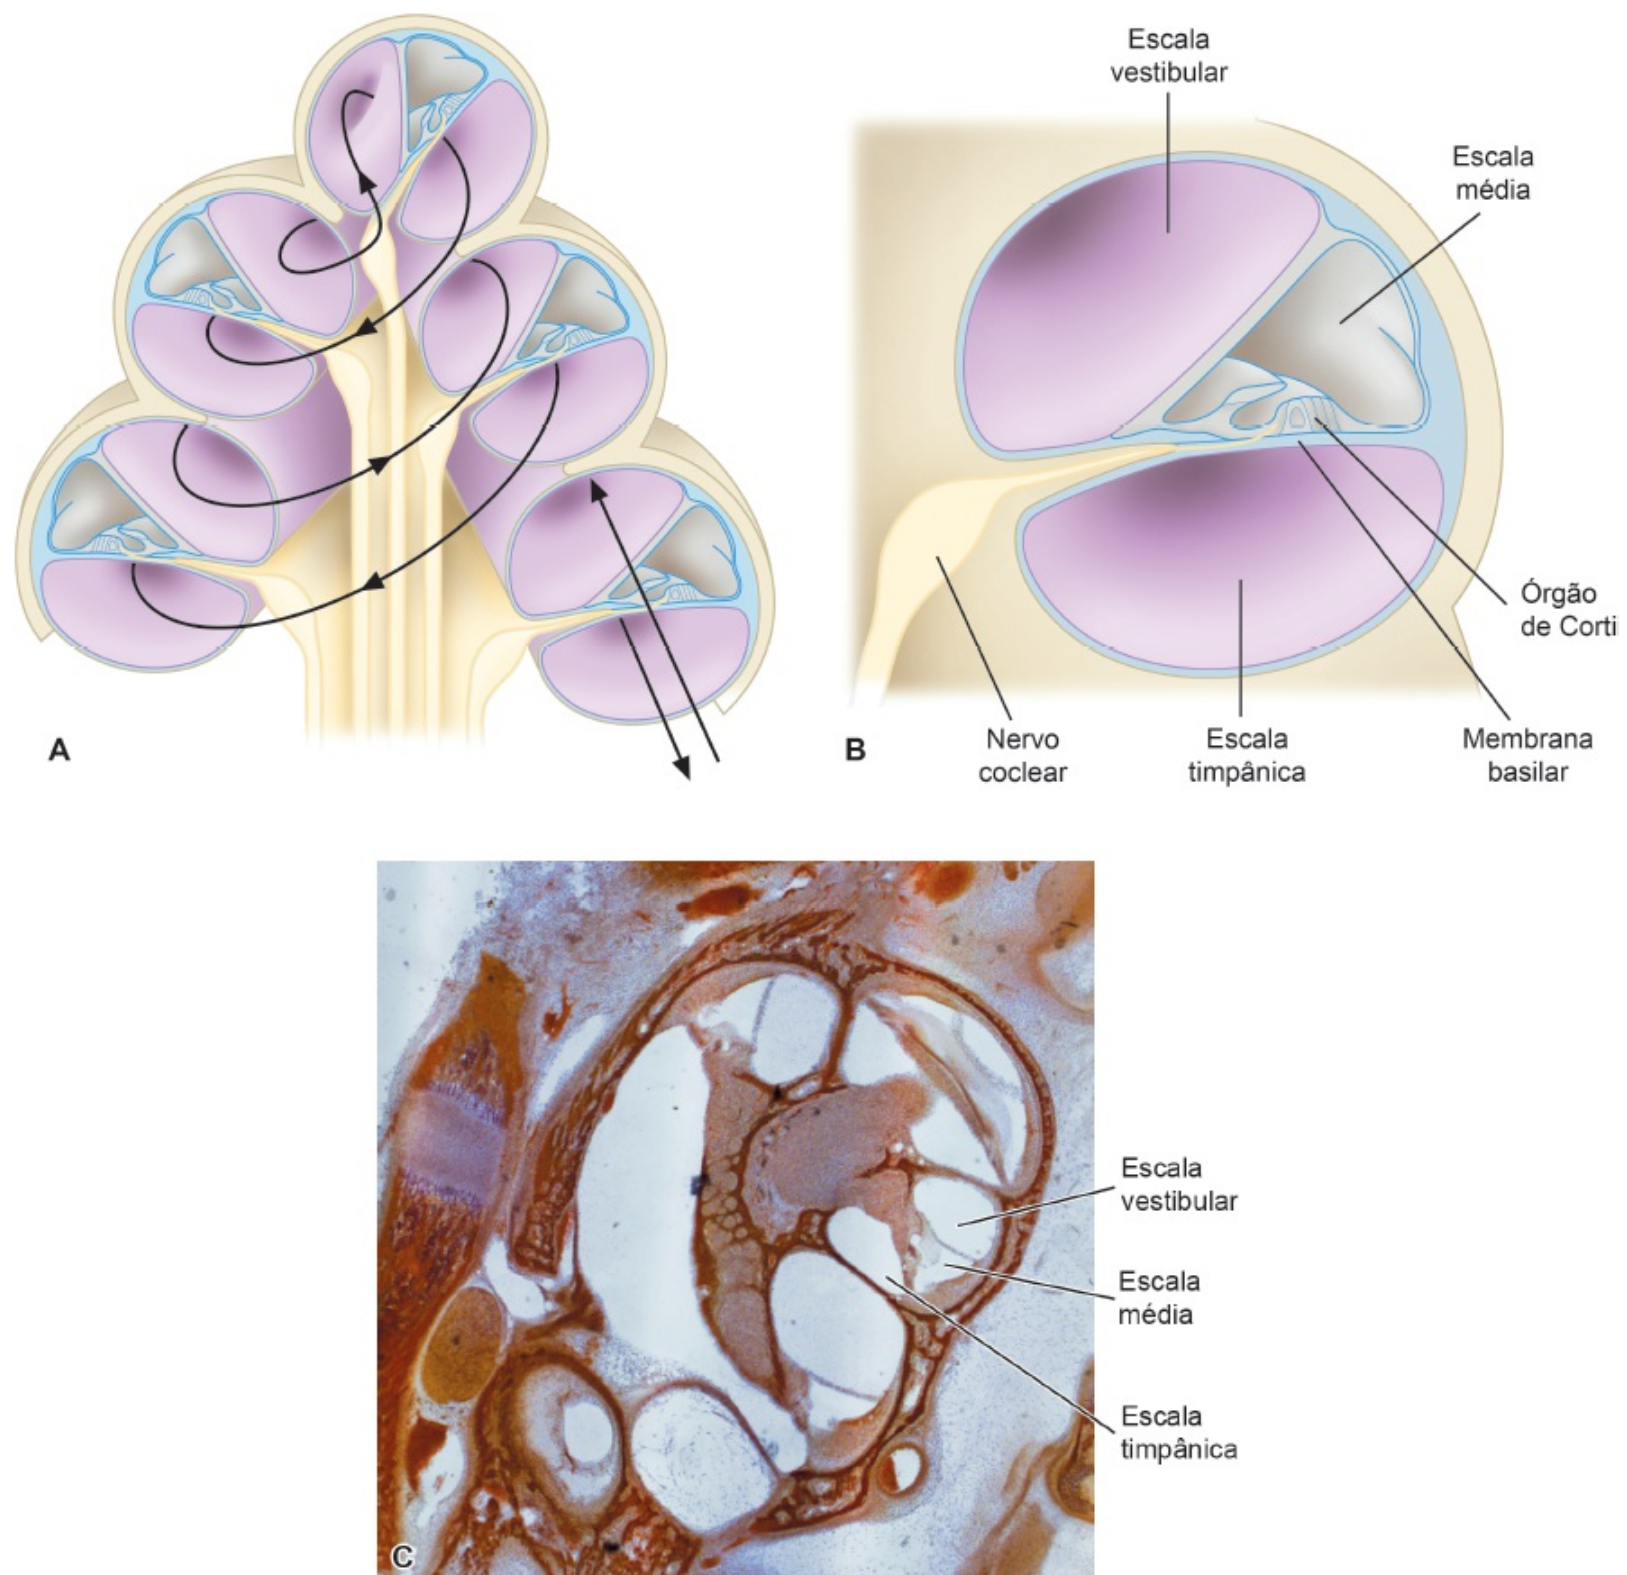 Escala
vestibular
Escala
média
Órgão
de Corti
A
B
Nervo
coclear
Escala
timpânica
Membrana
basilar
Escala
vestibular
Escala
média
Escala
timpânica
C